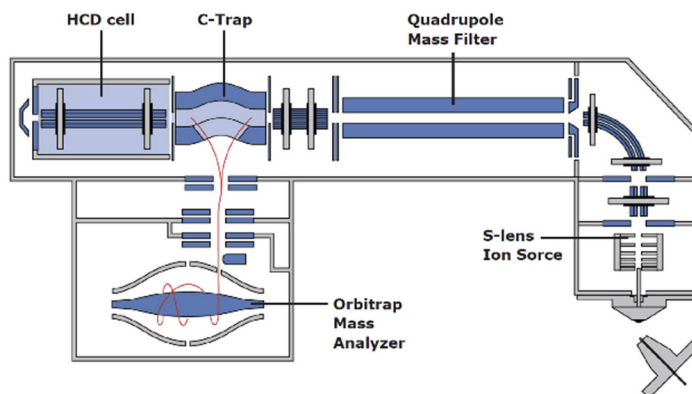 HCD cell
C-Trap
Quadrupole
Mass Filter
S-lens
Ion Sorce
Orbitrap
Mass
Analyzer